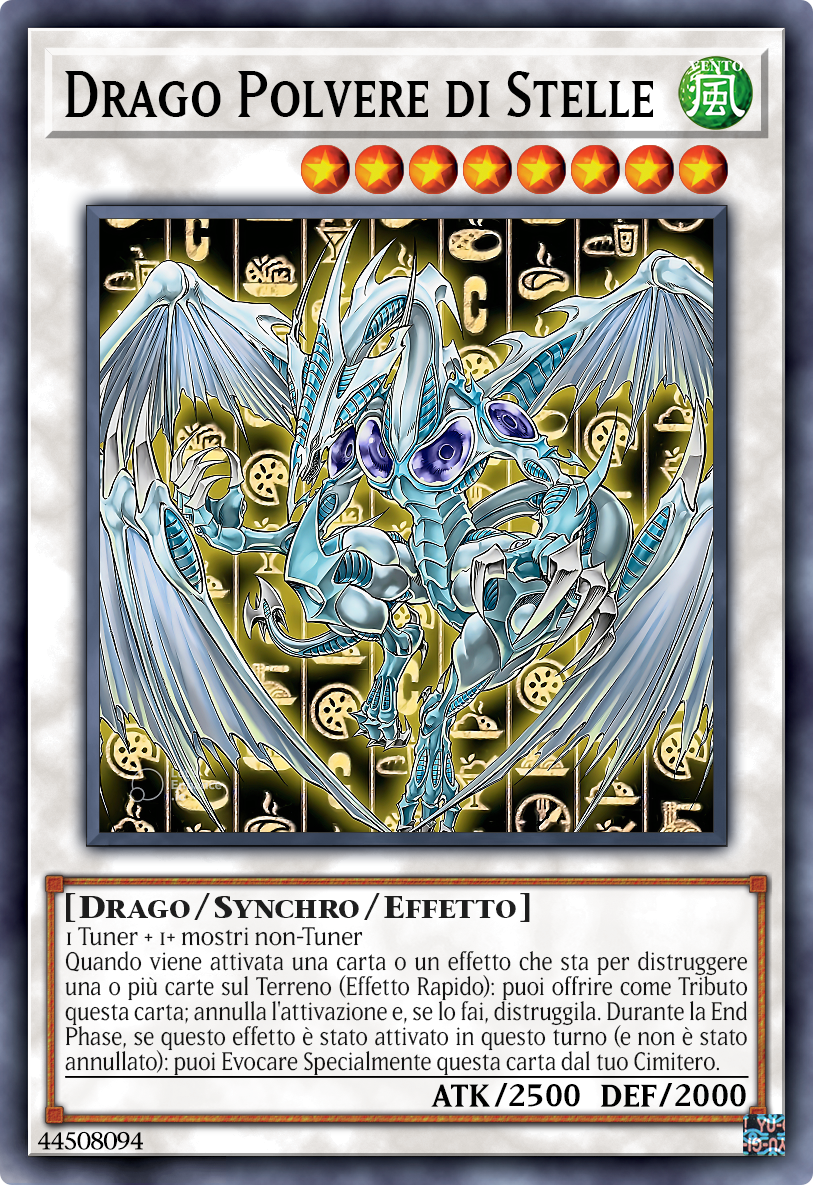 Drago Polvere di Stelle
VENTO
風
[Drago/Synchro/Effetto]
1 Tuner + 1+ mostri non-Tuner
Quando viene attivata una carta o un effetto che sta per distruggere
una o più carte sul Terreno (Effetto Rapido): puoi offrire come Tributo
questa carta; annulla l'attivazione e, se lo fai, distruggila. Durante la End
Phase, se questo effetto è stato attivato in questo turno (e non è stato
annullato): puoi Evocare Specialmente questa carta dal tuo Cimitero.
ATK/2500 DEF/2000
44508094